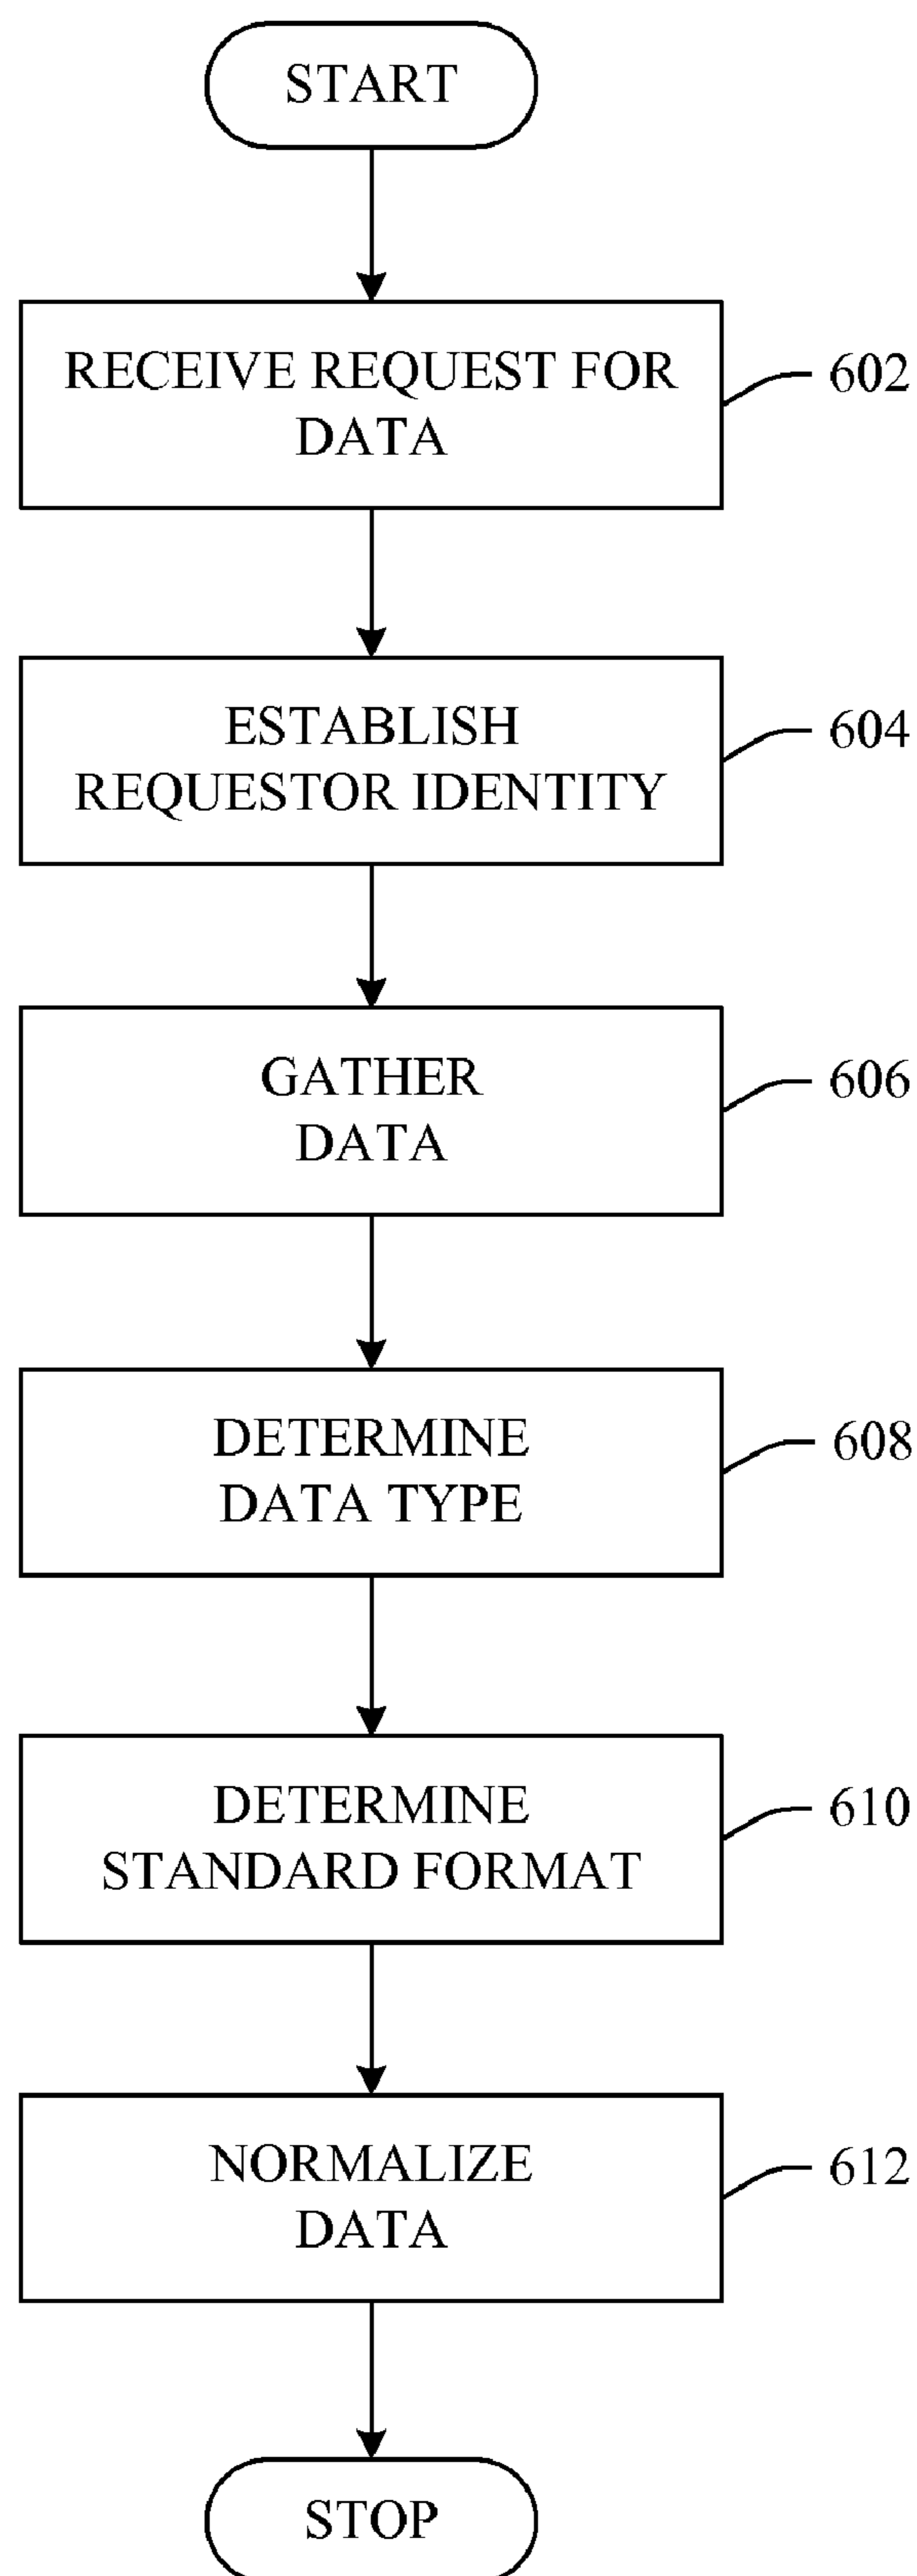 START
RECEIVE REQUEST FOR
DATA
602
ESTABLISH
REQUESTOR IDENTITY
604
GATHER
DATA
606
DETERMINE
DATA TYPE
608
DETERMINE
STANDARD FORMAT
610
NORMALIZE
DATA
612
STOP